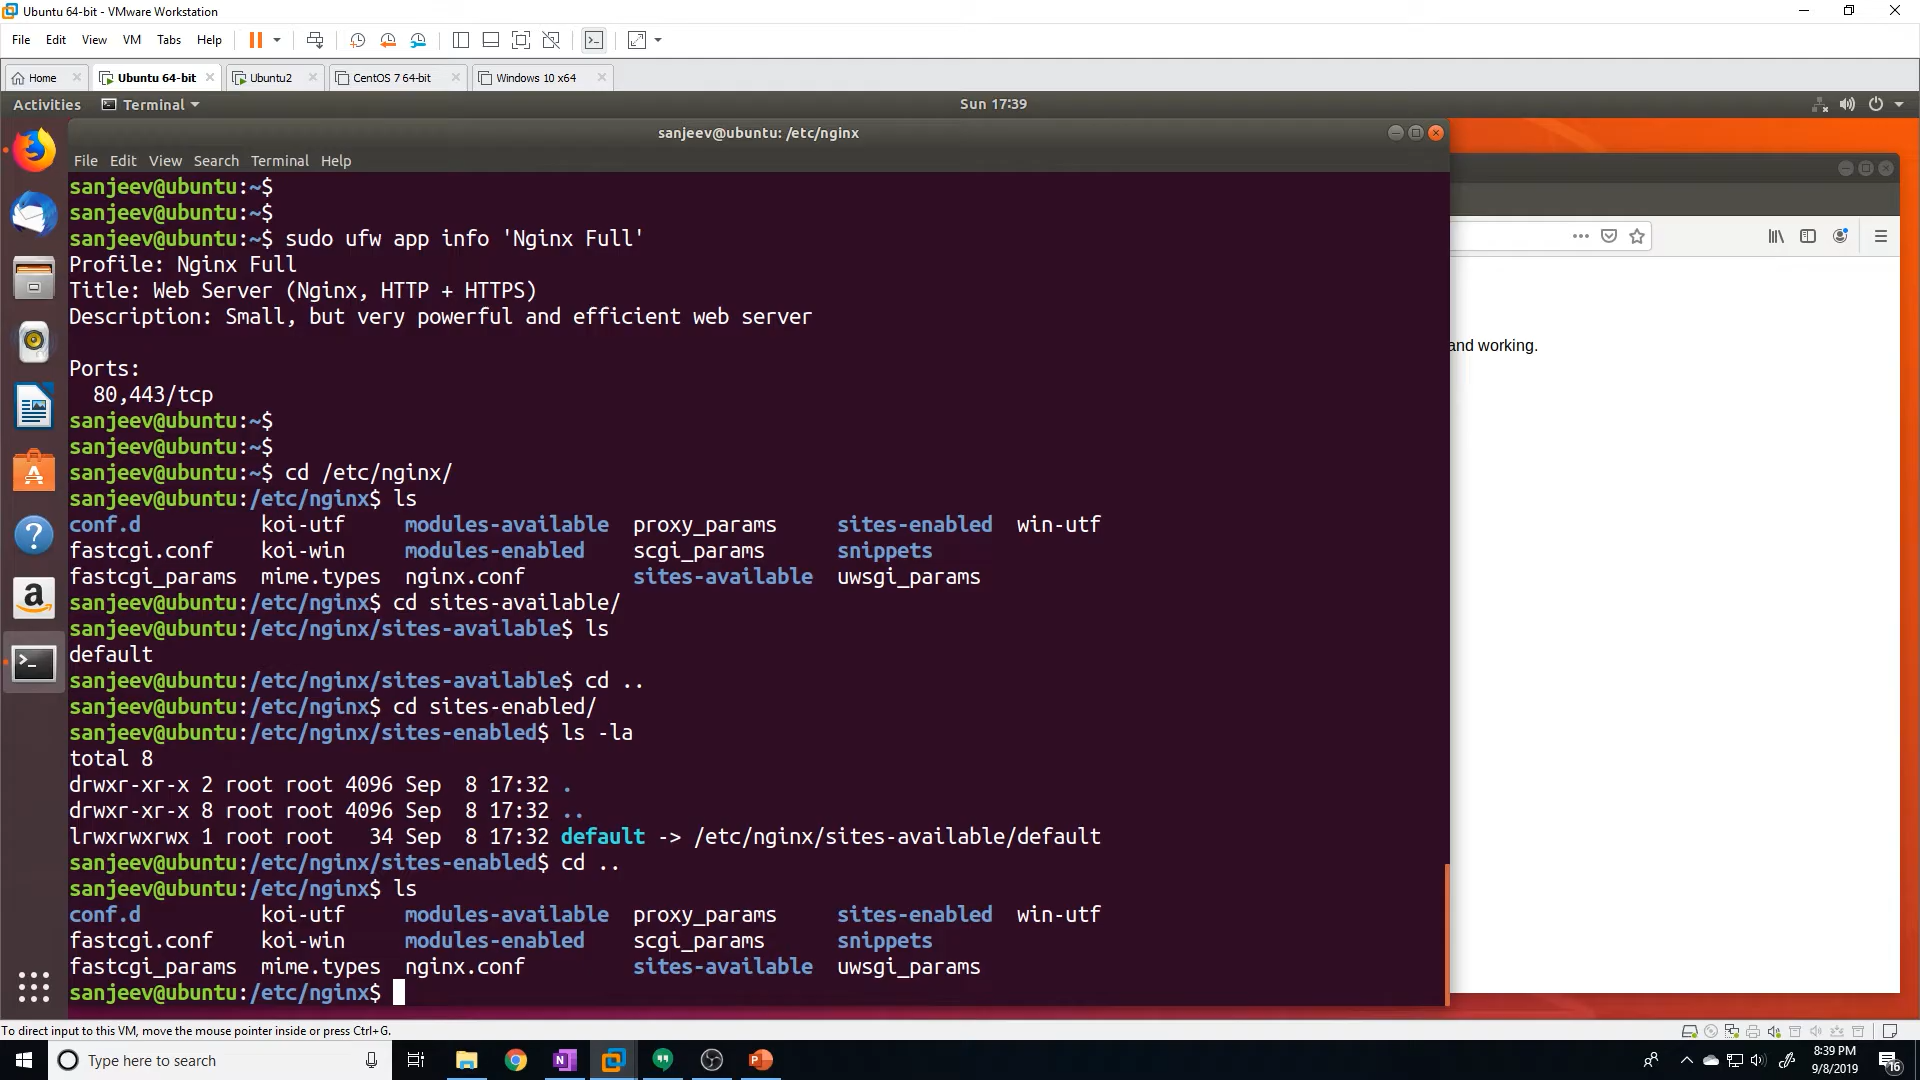 Ubuntu 64-bit - VMware Workstation
File Edit View VM Tabs Help
Home Ubuntu 64-bit Ubuntu2 CentOS 7 64-bit Windows 10 x64
Activities Terminal Sun 17:39
sanjeev@ubuntu: /etc/nginx
File Edit View Search Terminal Help
sanjeev@ubuntu:~$
sanjeev@ubuntu:~$
sanjeev@ubuntu:~$ sudo ufw app info 'Nginx Full'
Profile: Nginx Full
Title: Web Server (Nginx, HTTP + HTTPS)
Description: Small, but very powerful and efficient web server
and working.
Ports:
80,443/tcp
sanjeev@ubuntu:~$
sanjeev@ubuntu:~$
sanjeev@ubuntu:~$ cd /etc/nginx/
sanjeev@ubuntu:/etc/nginx$ ls
conf.d koi-utf modules-available proxy_params sites-enabled win-utf
fastcgi.conf koi-win modules-enabled scgi_params snippets
fastcgi_params mime.types nginx.conf sites-available uwsgi_params
sanjeev@ubuntu:/etc/nginx$ cd sites-available/
sanjeev@ubuntu:/etc/nginx/sites-available$ ls
default
sanjeev@ubuntu:/etc/nginx/sites-available$ cd ..
sanjeev@ubuntu:/etc/nginx$ cd sites-enabled/
sanjeev@ubuntu:/etc/nginx/sites-enabled$ ls -la
total 8
drwxr-xr-x 2 root root 4096 Sep  8 17:32 .
drwxr-xr-x 8 root root 4096 Sep  8 17:32 ..
lrwxrwxrwx 1 root root   34 Sep  8 17:32 default -> /etc/nginx/sites-available/default
sanjeev@ubuntu:/etc/nginx/sites-enabled$ cd ..
sanjeev@ubuntu:/etc/nginx$ ls
conf.d koi-utf modules-available proxy_params sites-enabled win-utf
fastcgi.conf koi-win modules-enabled scgi_params snippets
fastcgi_params mime.types nginx.conf sites-available uwsgi_params
sanjeev@ubuntu:/etc/nginx$
To direct input to this VM, move the mouse pointer inside or press Ctrl+G.
Type here to search
8:39 PM
9/8/2019
16